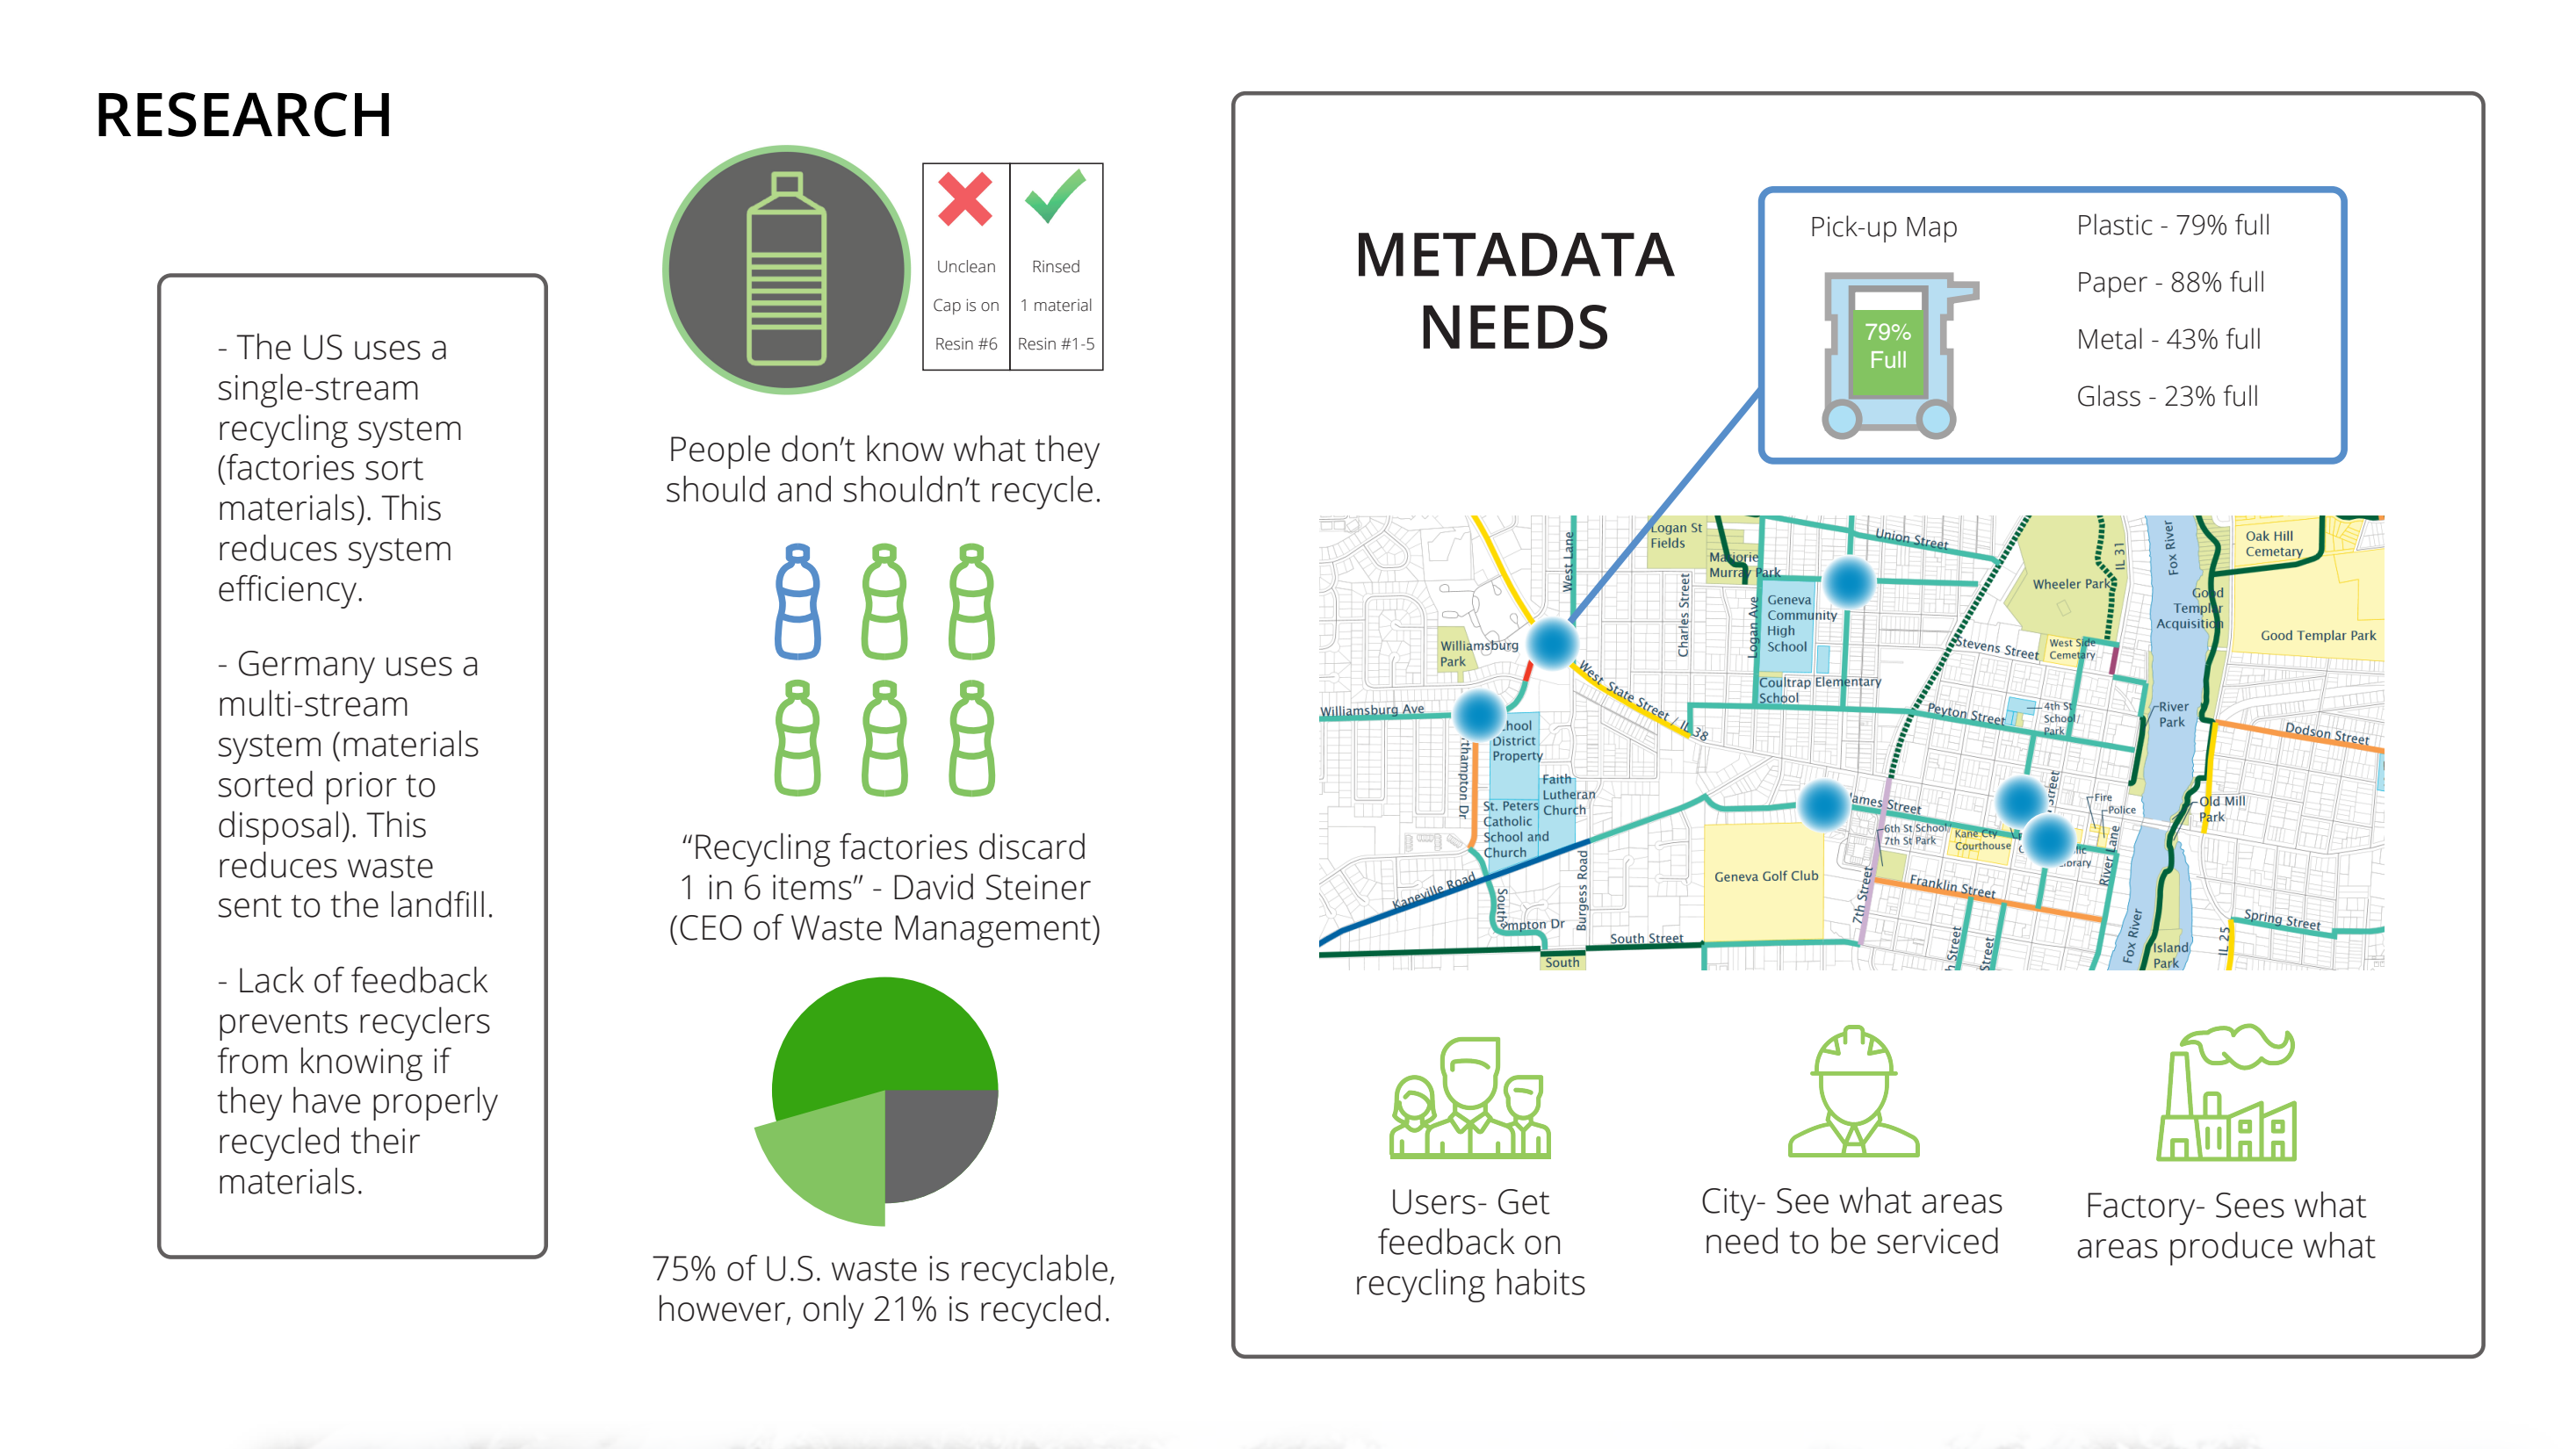 RESEARCH
- The US uses a
single-stream
recycling system
(factories sort
materials). This
reduces system
efficiency.
- Germany uses a
multi-stream
system (materials
sorted prior to
disposal). This
reduces waste
sent to the landfill.
- Lack of feedback
prevents recyclers
from knowing if
they have properly
recycled their
materials.
Unclean
Cap is on
Resin #6
Rinsed
1 material
Resin #1-5
People don’t know what they
should and shouldn’t recycle.
“Recycling factories discard
1 in 6 items” - David Steiner
(CEO of Waste Management)
75% of U.S. waste is recyclable,
however, only 21% is recycled.
METADATA
NEEDS
Pick-up Map
79%
Full
Plastic - 79% full
Paper - 88% full
Metal - 43% full
Glass - 23% full
West Lane
Logan St
Fields
Marjorie
Murray Park
Union Street
Charles Street
Logan Ave
Geneva
Community
High
School
Coultrap Elementary
School
Williamsburg
Park
Williamsburg Ave
West State Street / IL 38
School
District
Property
Faith
Lutheran
Church
St. Peters
Catholic
School and
Church
Kaneville Road
Burgess Road
South Street
South
Geneva Golf Club
7th Street
James Street
6th St School/
7th St Park
Kane Cty
Courthouse
Franklin Street
Peyton Street
Stevens Street
4th St
School/
Park
West Side
Cemetary
Wheeler Park
IL 31
Fox River
Good
Templar
Acquisition
Oak Hill
Cemetary
Good Templar Park
River
Park
Dodson Street
Fire
Police
Old Mill
Park
River Lane
Fox River
Island
Park
IL 25
Spring Street
Users- Get
feedback on
recycling habits
City- See what areas
need to be serviced
Factory- Sees what
areas produce what